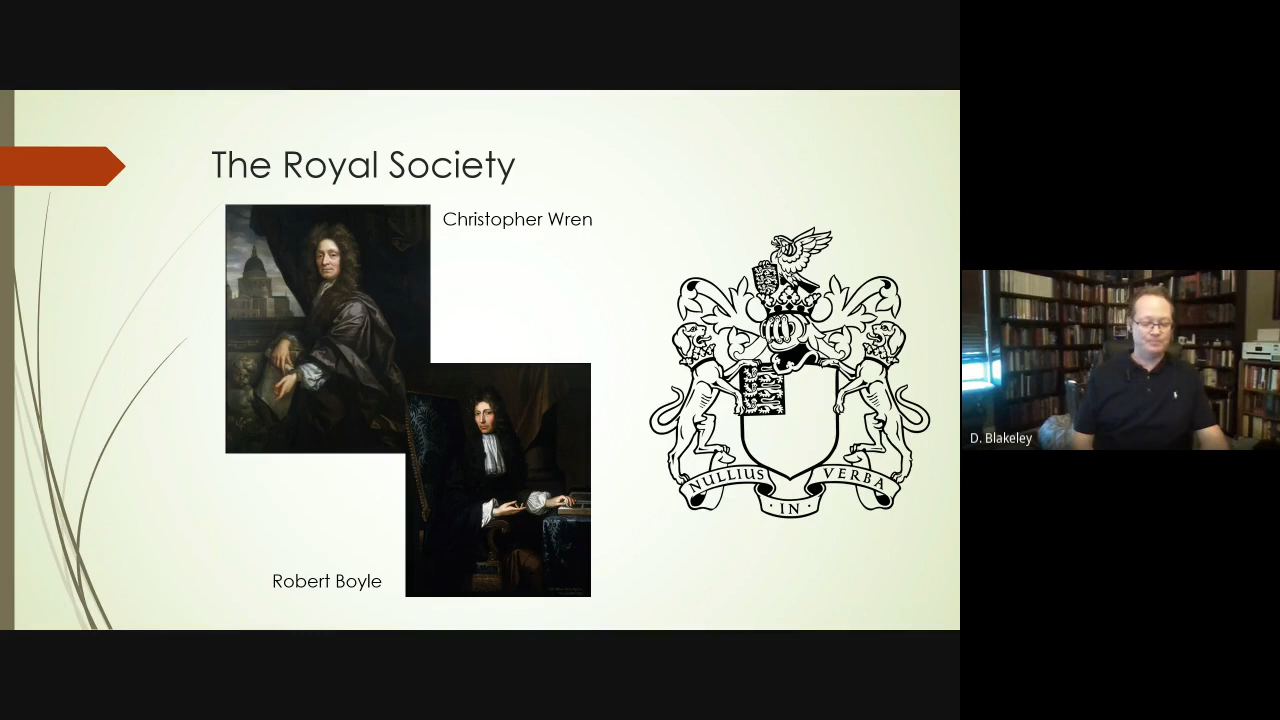 The Royal Society
Christopher Wren
NULLIUS IN VERBA
Robert Boyle
D. Blakeley